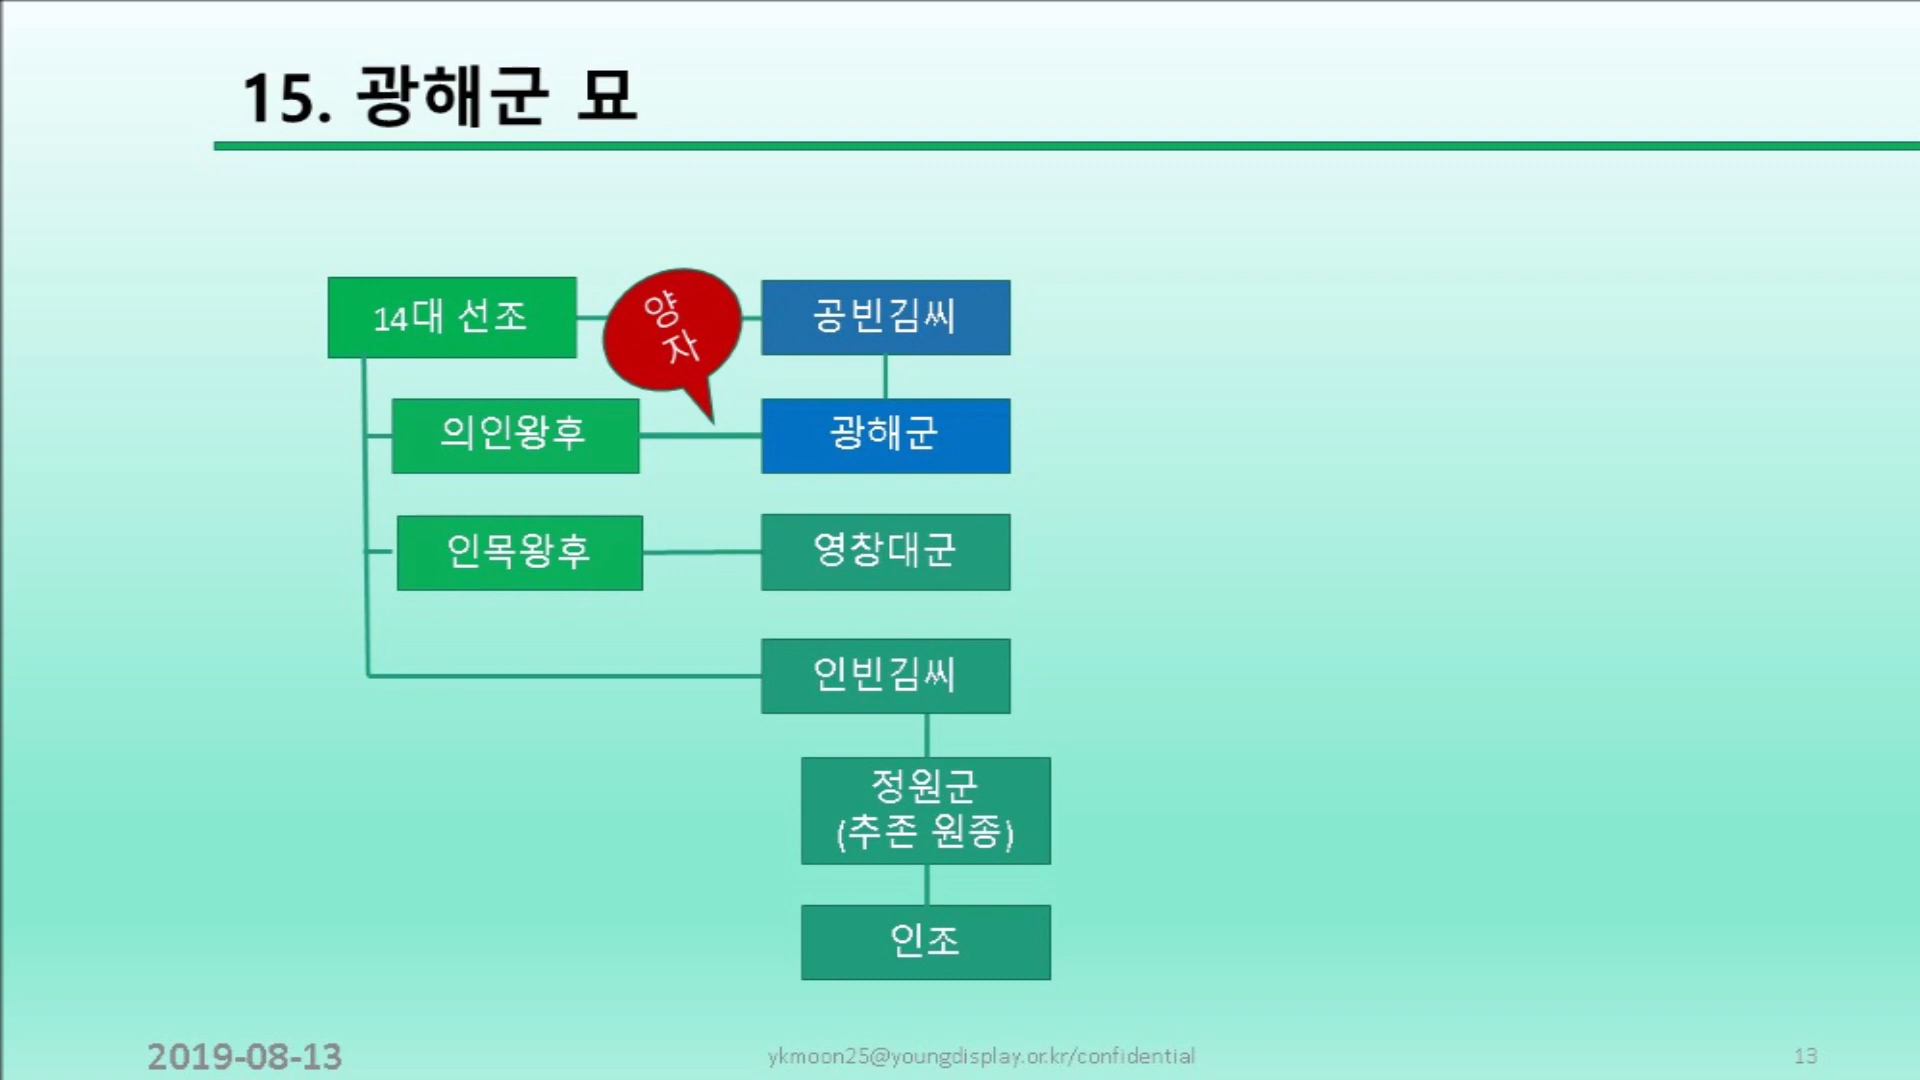 15. 광해군 묘
14대 선조
양
자
공빈김씨
의인왕후
광해군
인목왕후
영창대군
인빈김씨
정원군
(추존 원종)
인조
2019-08-13
ykmoon25@youngdisplay.or.kr/confidential
13